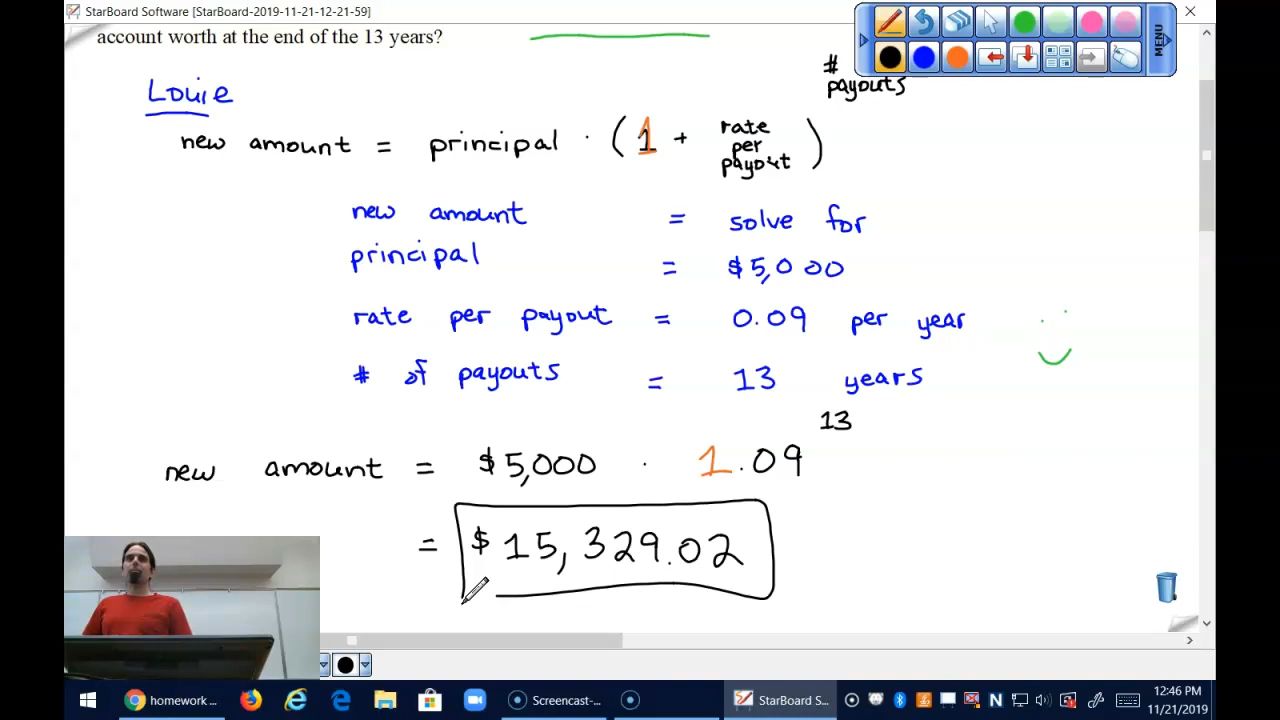 StarBoard Software [StarBoard-2019-11-21-12-21-59]
account worth at the end of the 13 years?
MENU
# payouts
Louie
new amount = principal · (1 + rate per payout)
new amount = solve for
principal = $5,000
rate per payout = 0.09 per year
# of payouts = 13 years
13
new amount = $5,000 · 1.09
= $15,329.02
homework ...
Screencast-...
StarBoard S...
12:46 PM
11/21/2019